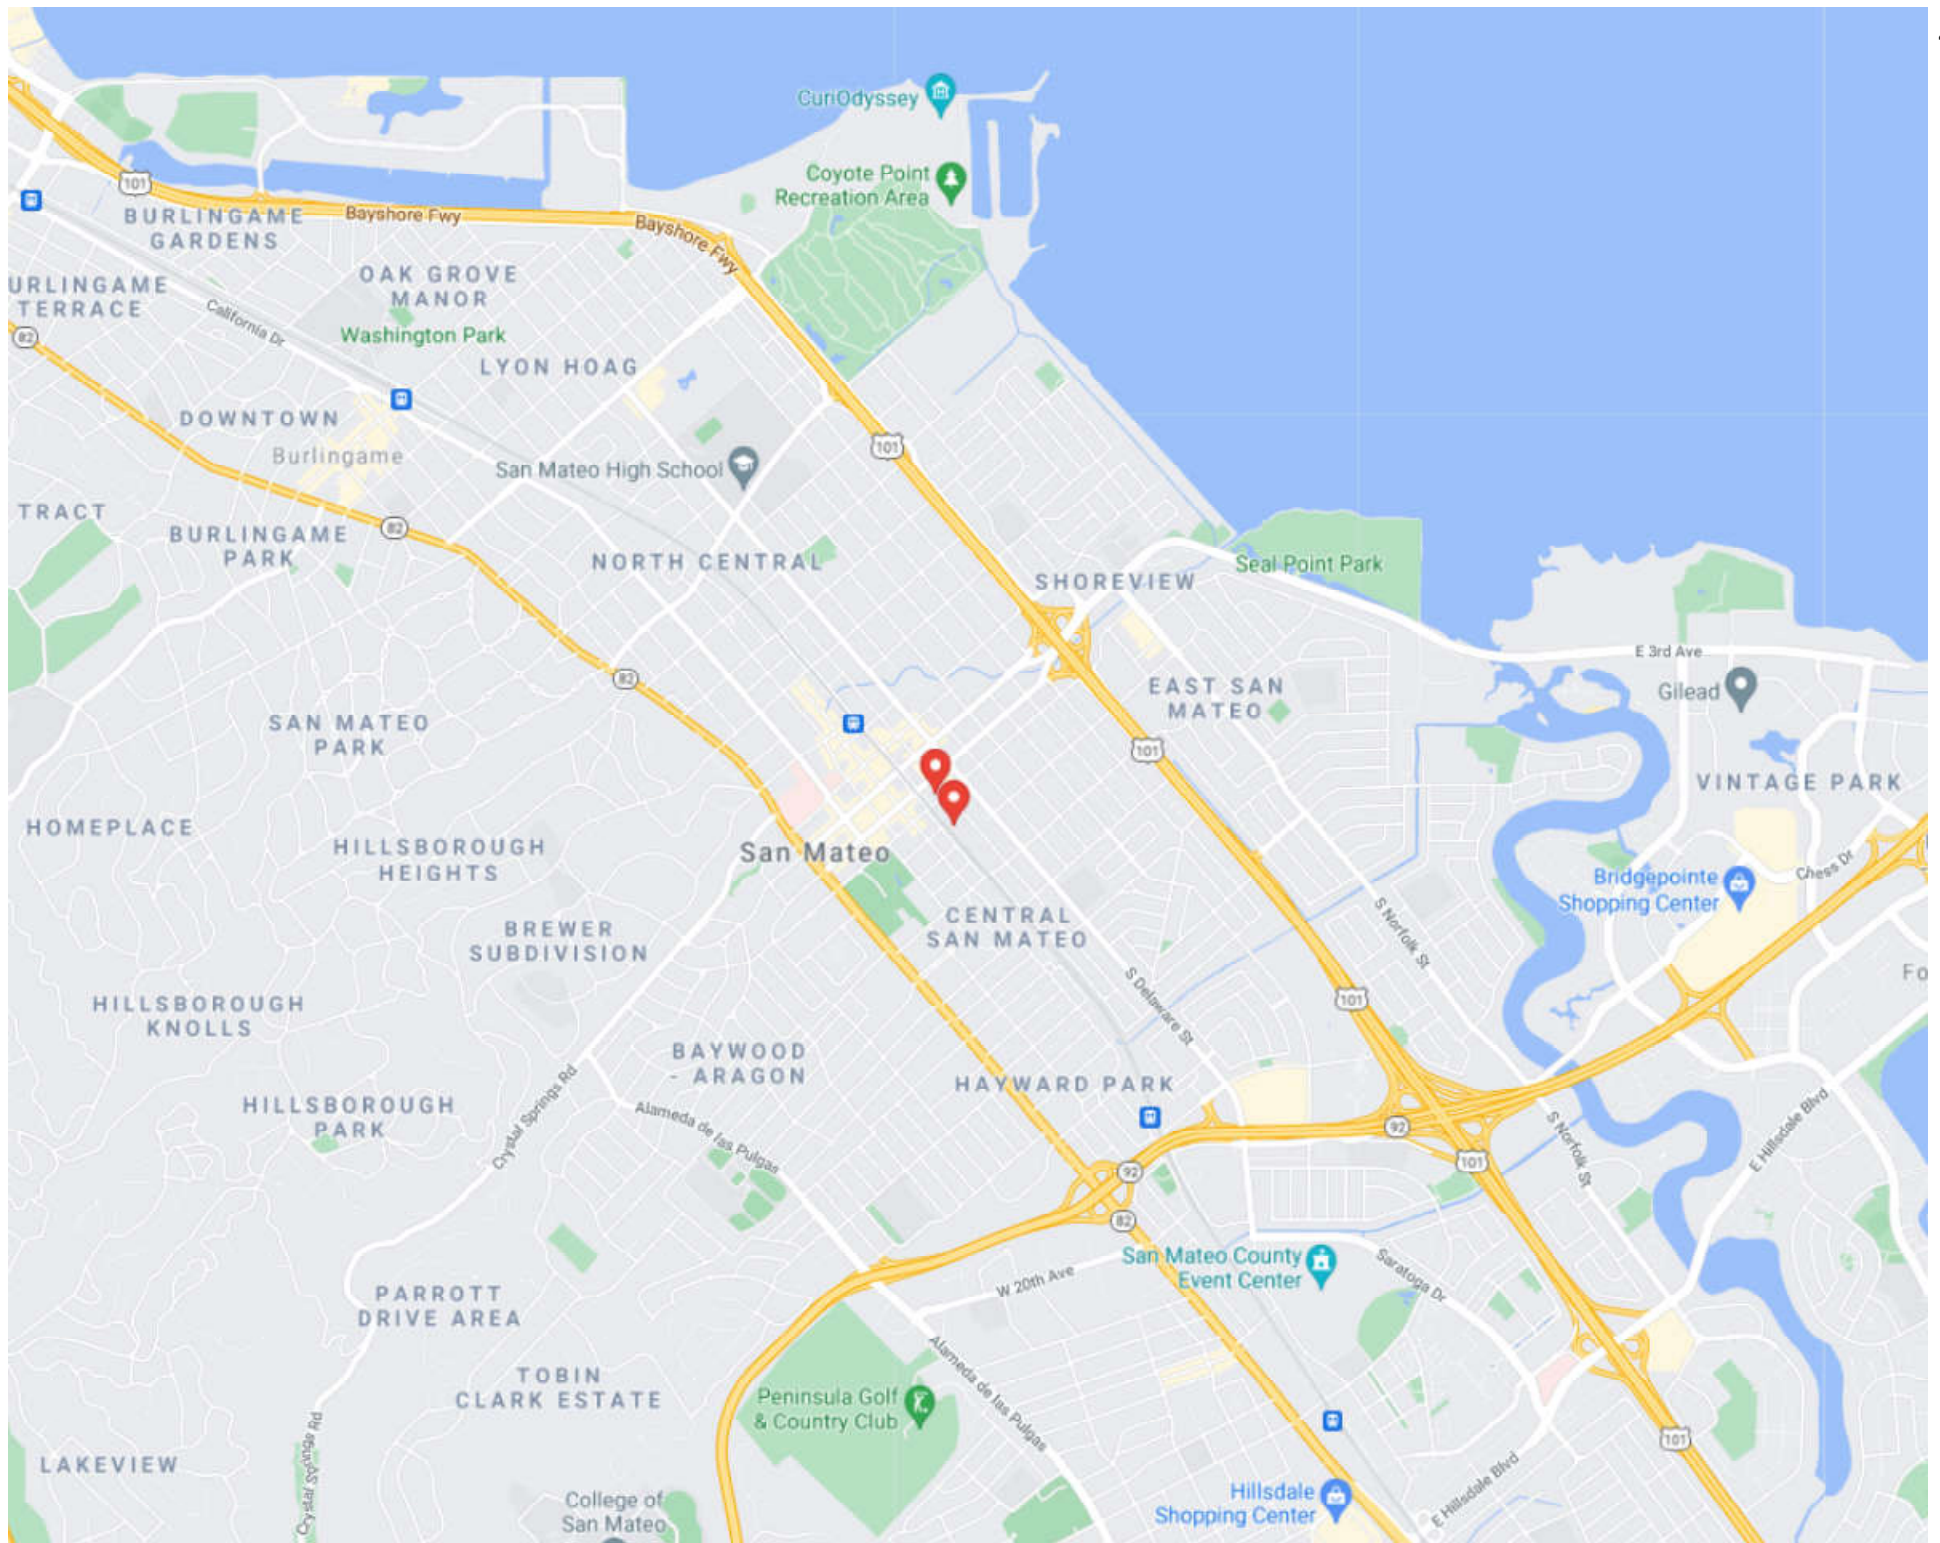 CuriOdyssey
Coyote Point
Recreation Area
101
BURLINGAME
GARDENS
Bayshore Fwy
Bayshore Fwy
OAK GROVE
MANOR
URLINGAME
TERRACE
California Dr
82
Washington Park
LYON HOAG
DOWNTOWN
Burlingame
101
San Mateo High School
TRACT
82
BURLINGAME
PARK
NORTH CENTRAL
SHOREVIEW
Seal Point Park
E 3rd Ave
82
EAST SAN
MATEO
Gilead
SAN MATEO
PARK
101
VINTAGE PARK
HOMEPLACE
HILLSBOROUGH
HEIGHTS
San Mateo
Chess Dr
Bridgepointe
Shopping Center
S Norfolk St
CENTRAL
SAN MATEO
BREWER
SUBDIVISION
Fo
S Delaware St
101
HILLSBOROUGH
KNOLLS
BAYWOOD
- ARAGON
HAYWARD PARK
HILLSBOROUGH
PARK
Crystal Springs Rd
Alameda de las Pulgas
92
S Norfolk St
E Hillsdale Blvd
101
92
82
San Mateo County
Event Center
Saratoga Dr
W 20th Ave
PARROTT
DRIVE AREA
Alameda de las Pulgas
TOBIN
CLARK ESTATE
Peninsula Golf
& Country Club
101
LAKEVIEW
Crystal Springs Rd
E Hillsdale Blvd
Hillsdale
Shopping Center
College of
San Mateo